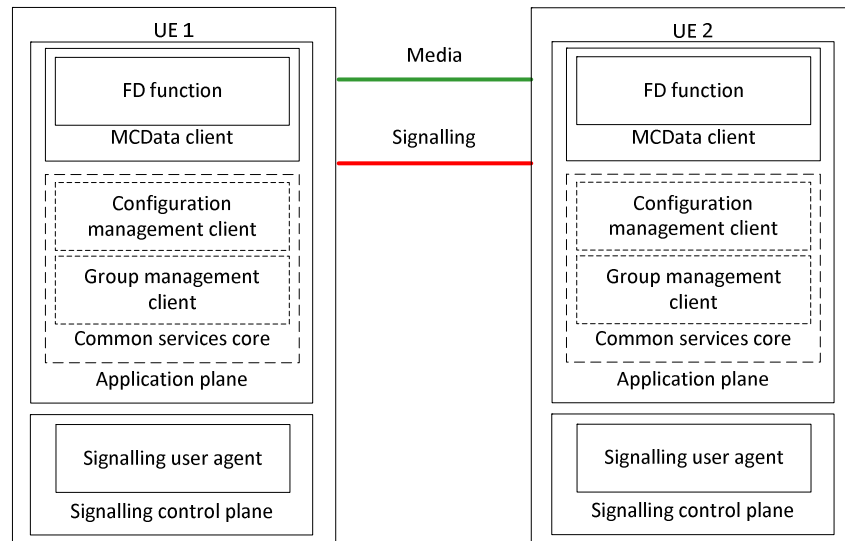 UE 1
FD function
MCData client
Configuration
management client
Group management
client
Common services core
Application plane
Signalling user agent
Signalling control plane
Media
Signalling
UE 2
FD function
MCData client
Configuration
management client
Group management
client
Common services core
Application plane
Signalling user agent
Signalling control plane